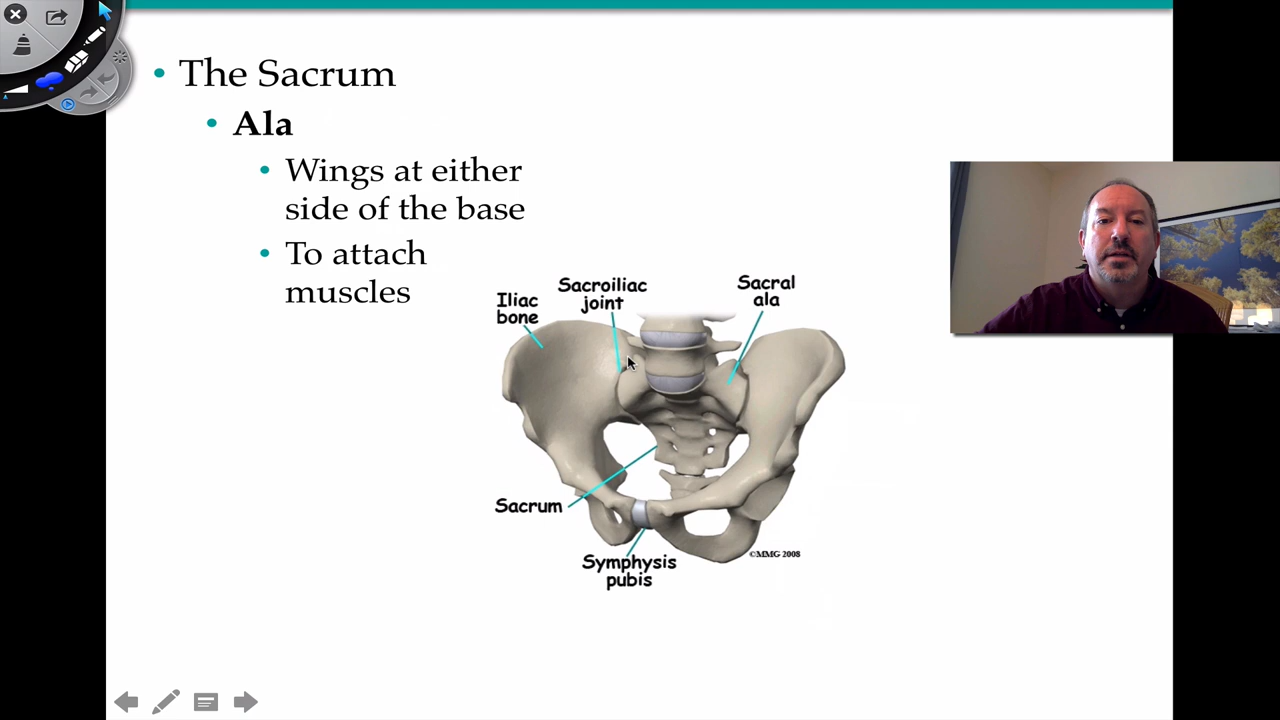 The Sacrum
Ala
Wings at either
side of the base
To attach
muscles
Sacroiliac
joint
Sacral
ala
Iliac
bone
Sacrum
Symphysis
pubis
©MMG 2008